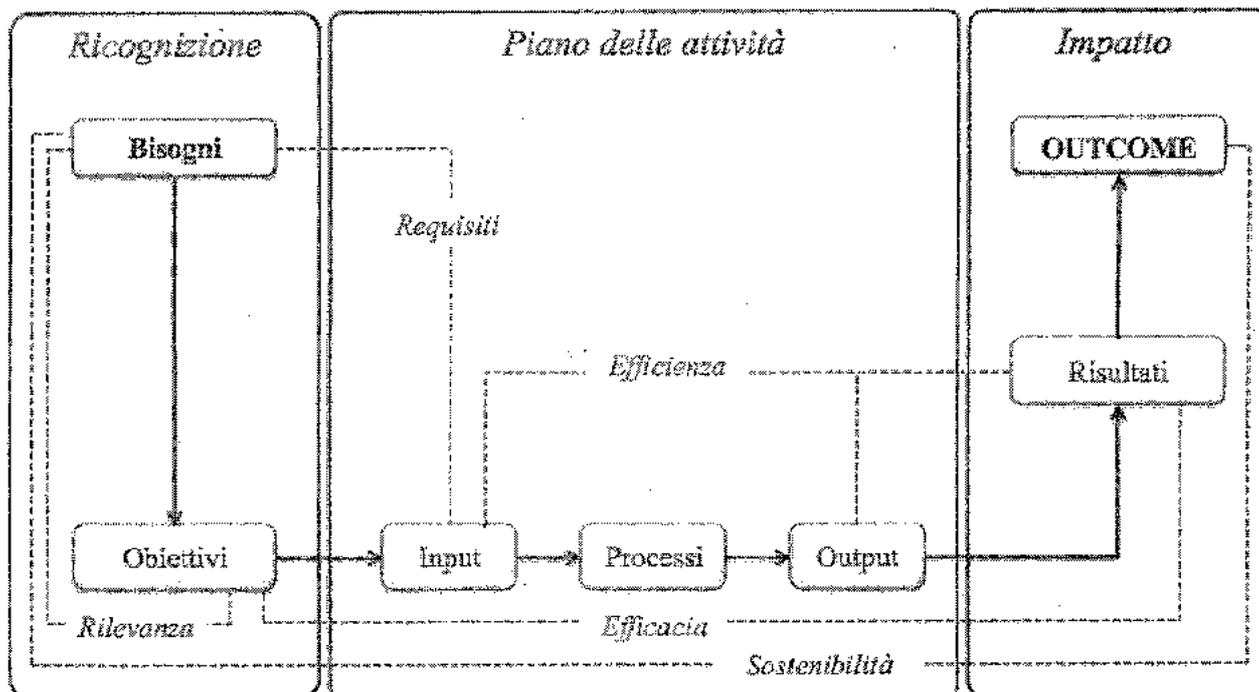 Ricognizione
Piano delle attività
Impatto
Bisogni
OUTCOME
Requisiti
Efficienza
Risultati
Obiettivi
Input
Processi
Output
Rilevanza
Efficacia
Sostenibilità